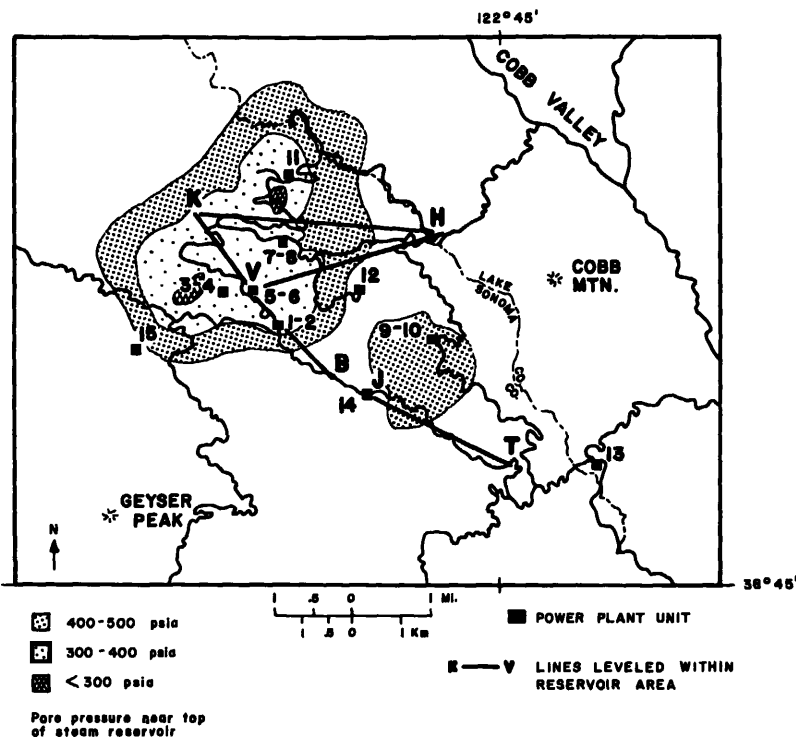 122°45'
COBB VALLEY
11
K
H
7-8
COBB
MTN.
LAKE
SONOMA
V
12
3-4
5-6
1-2
9-10
15
B
J
14
CO.
CO.
T
13
GEYSER
PEAK
N
38°45'
1 .5 0 1 MI.
1 .5 0 1 Km
400-500 psia
300-400 psia
<300 psia
Pore pressure near top
of steam reservoir
POWER PLANT UNIT
K V LINES LEVELED WITHIN
RESERVOIR AREA